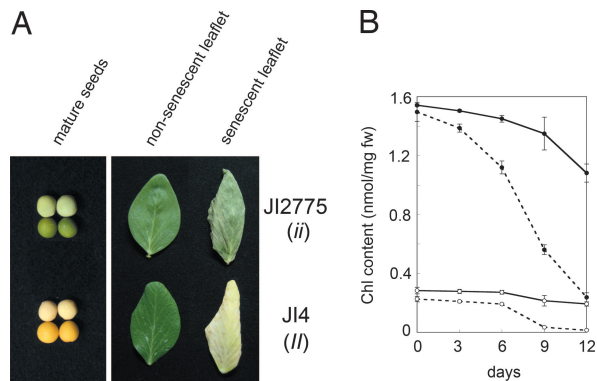 A
mature seeds
non-senescent leaflet
senescent leaflet
JI2775
(ii)
JI4
(II)
B
Chl content (nmol/mg fw)
1.6
1.2
0.8
0.4
0
0
3
6
9
12
days